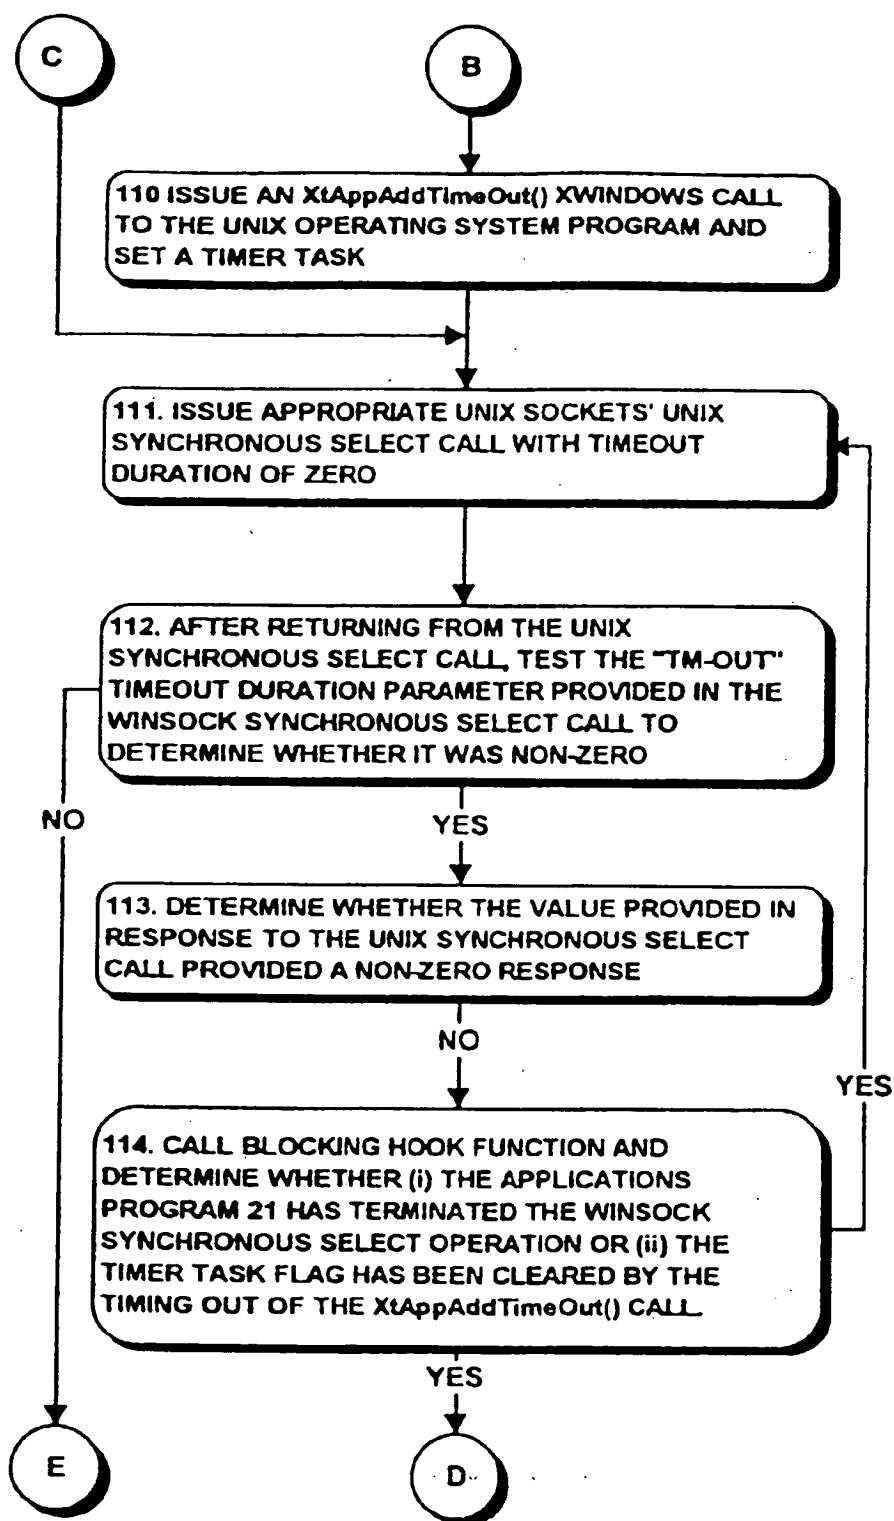 C
B
110 ISSUE AN XtAppAddTimeOut() XWINDOWS CALL
TO THE UNIX OPERATING SYSTEM PROGRAM AND
SET A TIMER TASK
111. ISSUE APPROPRIATE UNIX SOCKETS' UNIX
SYNCHRONOUS SELECT CALL WITH TIMEOUT
DURATION OF ZERO
112. AFTER RETURNING FROM THE UNIX
SYNCHRONOUS SELECT CALL, TEST THE "TM-OUT"
TIMEOUT DURATION PARAMETER PROVIDED IN THE
WINSOCK SYNCHRONOUS SELECT CALL TO
DETERMINE WHETHER IT WAS NON-ZERO
NO
YES
113. DETERMINE WHETHER THE VALUE PROVIDED IN
RESPONSE TO THE UNIX SYNCHRONOUS SELECT
CALL PROVIDED A NON-ZERO RESPONSE
NO
YES
114. CALL BLOCKING HOOK FUNCTION AND
DETERMINE WHETHER (i) THE APPLICATIONS
PROGRAM 21 HAS TERMINATED THE WINSOCK
SYNCHRONOUS SELECT OPERATION OR (ii) THE
TIMER TASK FLAG HAS BEEN CLEARED BY THE
TIMING OUT OF THE XtAppAddTimeOut() CALL
YES
E
D